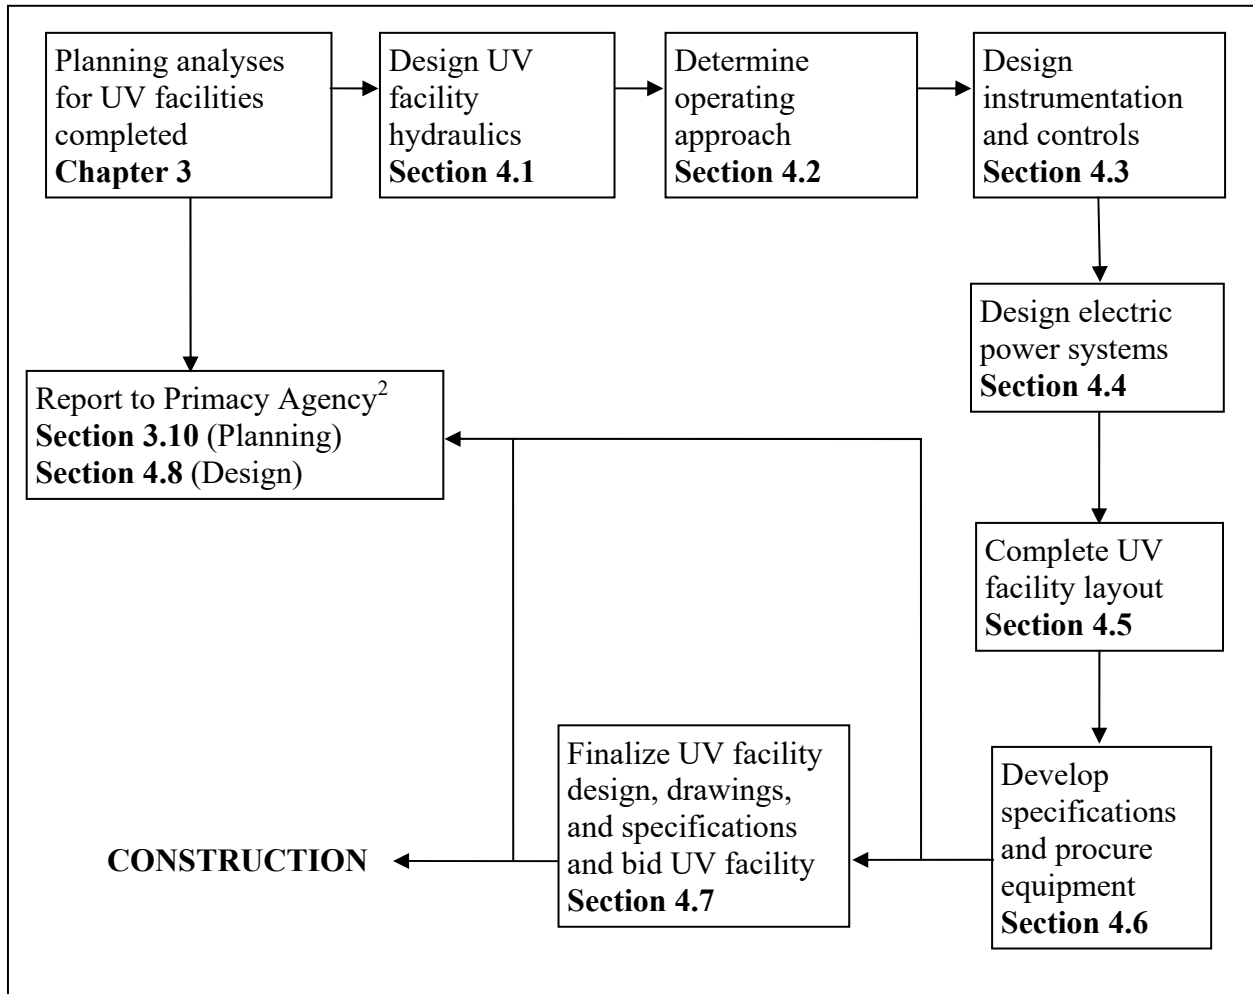 Planning analyses
for UV facilities
completed
Chapter 3
Design UV
facility
hydraulics
Section 4.1
Determine
operating
approach
Section 4.2
Design
instrumentation
and controls
Section 4.3
Design electric
power systems
Section 4.4
Report to Primacy Agency²
Section 3.10 (Planning)
Section 4.8 (Design)
Complete UV
facility layout
Section 4.5
Develop
specifications
and procure
equipment
Section 4.6
Finalize UV facility
design, drawings,
and specifications
and bid UV facility
Section 4.7
CONSTRUCTION